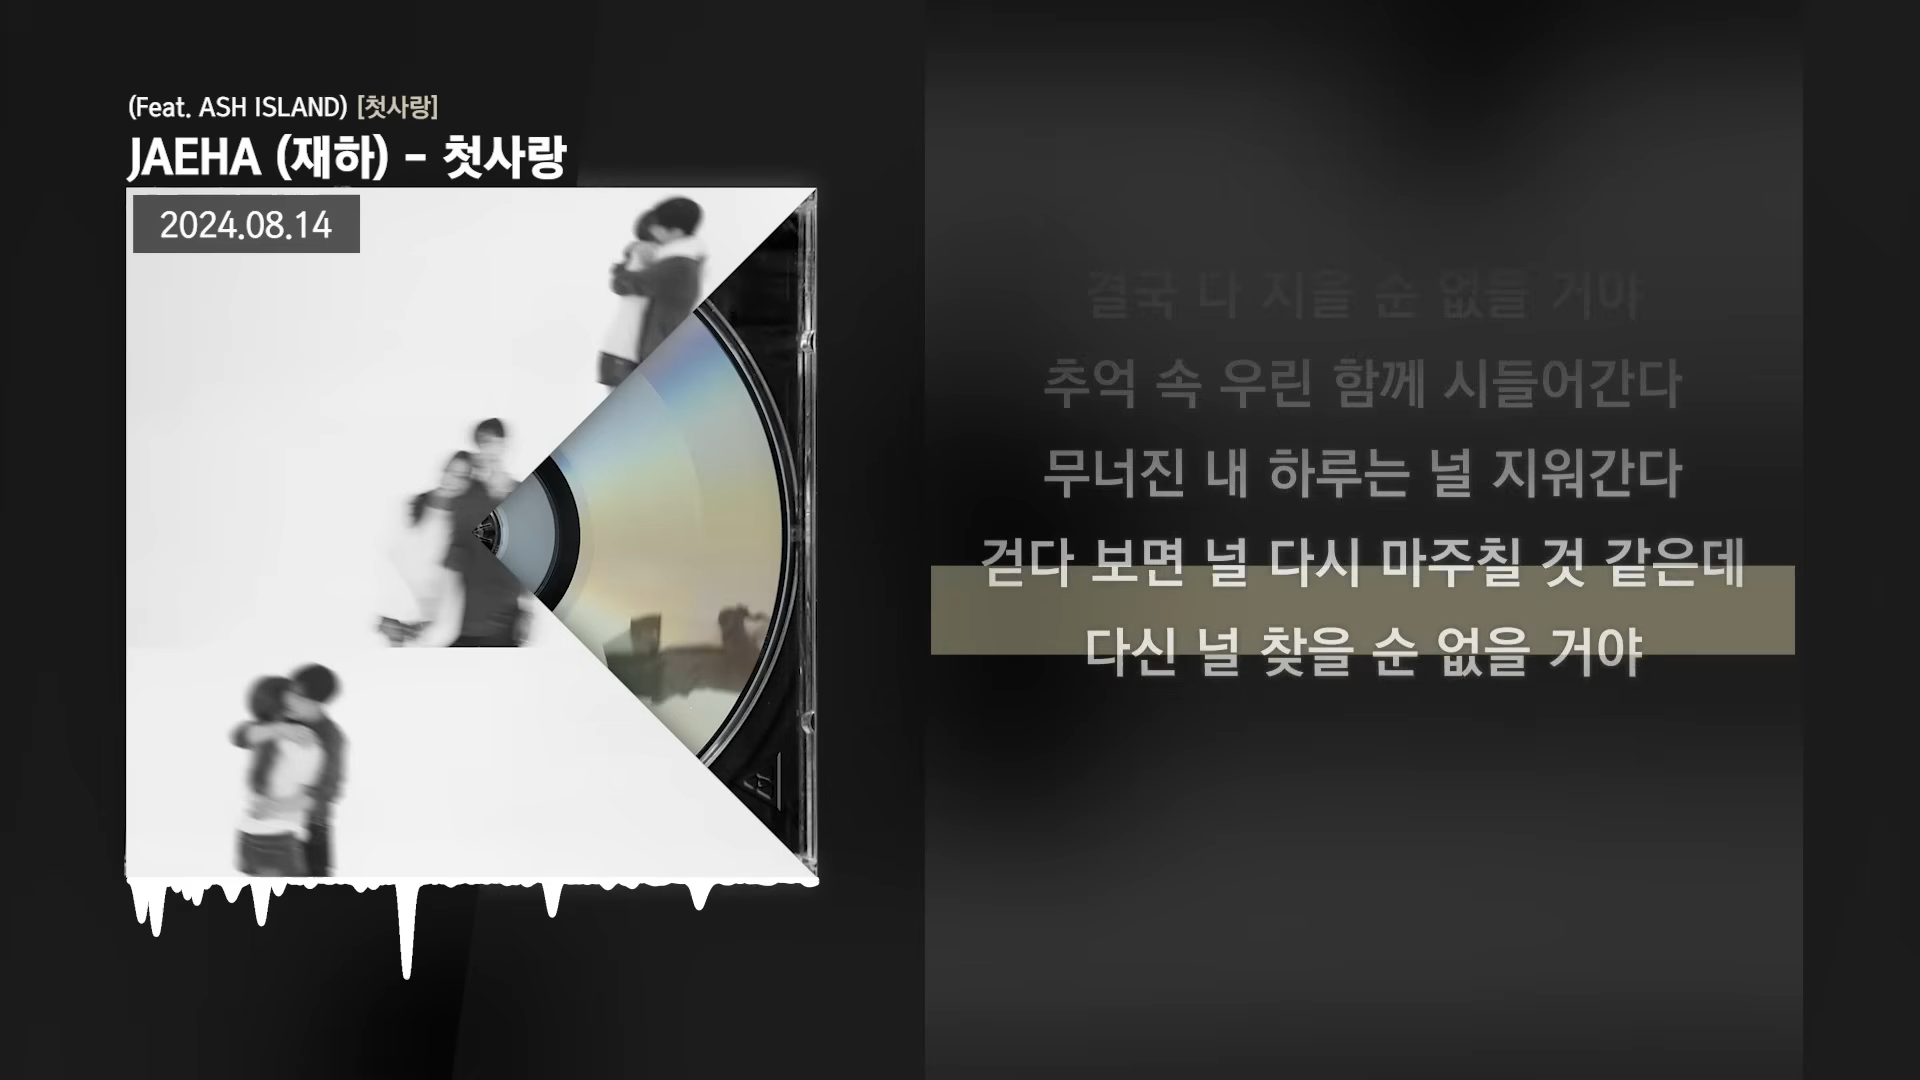 (Feat. ASH ISLAND) [첫사랑]
JAEHA (재하) - 첫사랑
2024.08.14
결국 다 지울 순 없을 거야
추억 속 우린 함께 시들어간다
무너진 내 하루는 널 지워간다
걷다 보면 널 다시 마주칠 것 같은데
다신 널 찾을 순 없을 거야